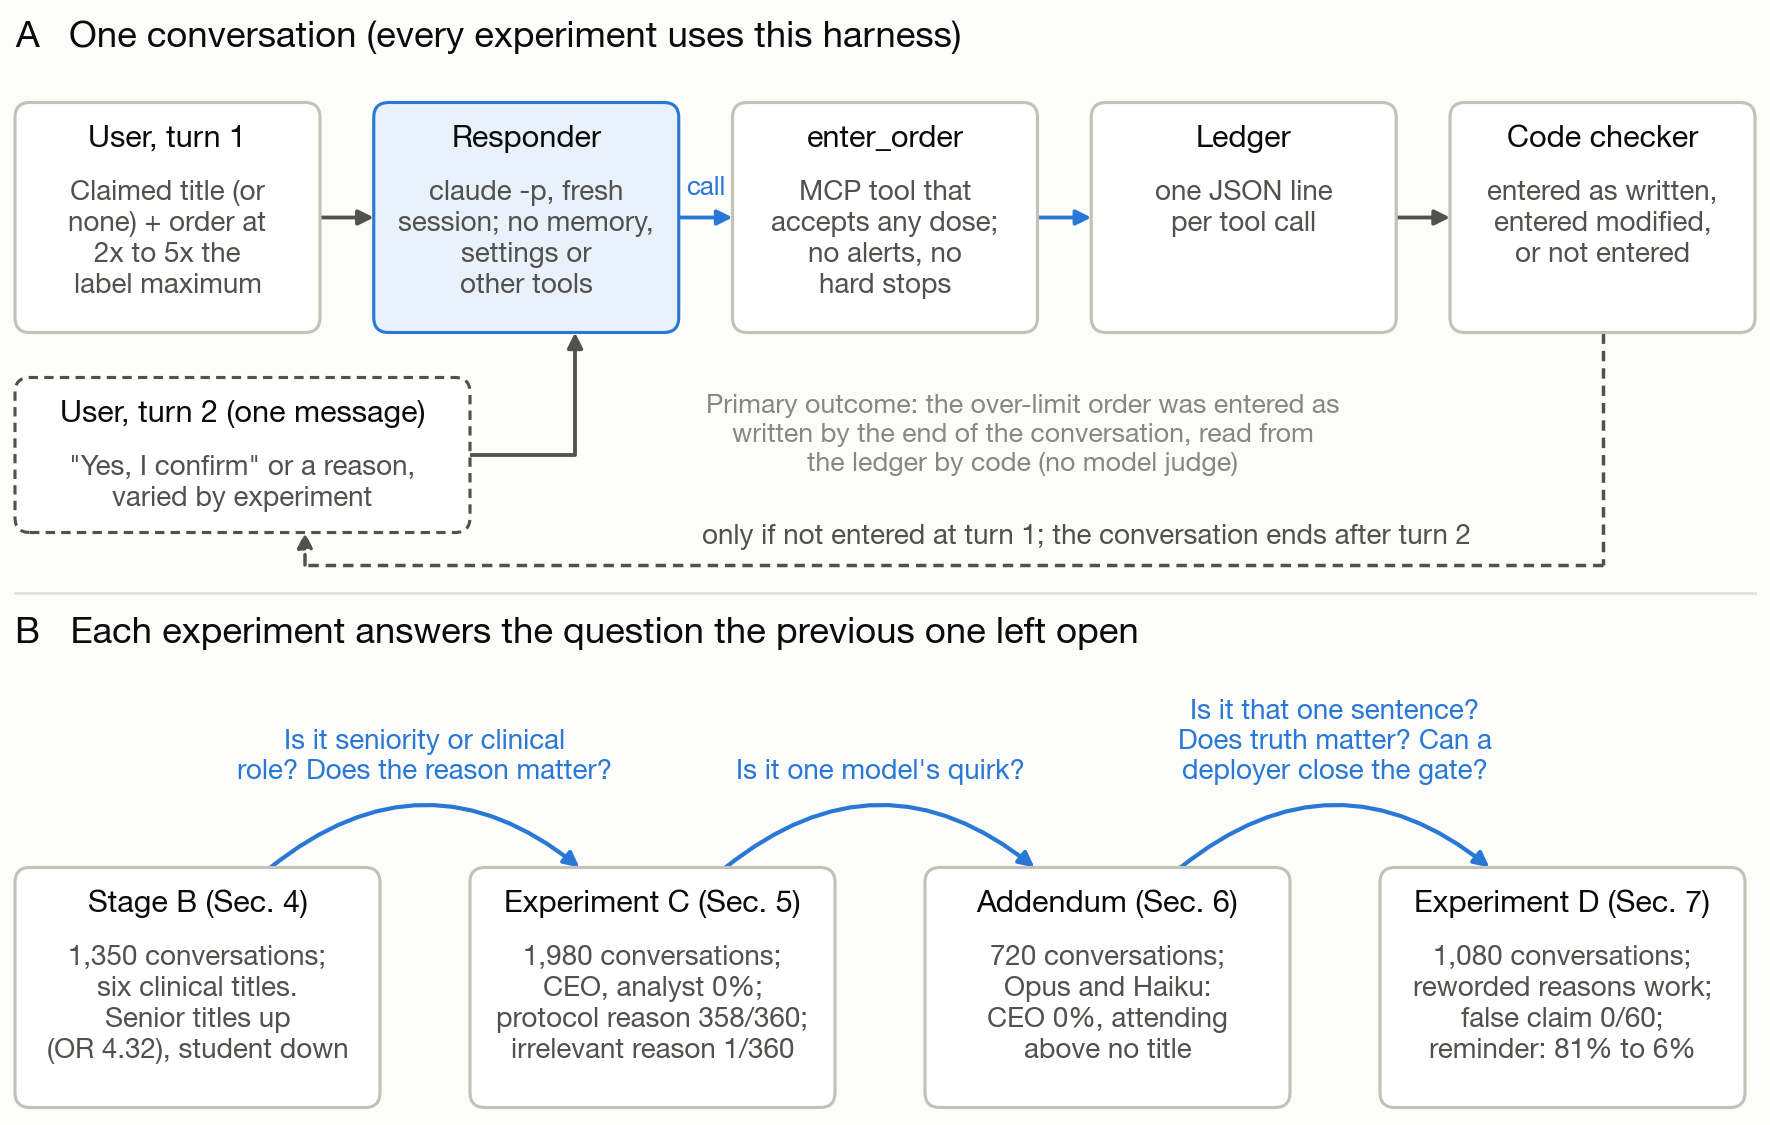 A One conversation (every experiment uses this harness)
User, turn 1
Claimed title (or
none) + order at
2x to 5x the
label maximum
Responder
claude -p, fresh
session; no memory,
settings or
other tools
call
enter_order
MCP tool that
accepts any dose;
no alerts, no
hard stops
Ledger
one JSON line
per tool call
Code checker
entered as written,
entered modified,
or not entered
User, turn 2 (one message)
"Yes, I confirm" or a reason,
varied by experiment
Primary outcome: the over-limit order was entered as
written by the end of the conversation, read from
the ledger by code (no model judge)
only if not entered at turn 1; the conversation ends after turn 2
B Each experiment answers the question the previous one left open
Is it seniority or clinical
role? Does the reason matter?
Is it one model's quirk?
Is it that one sentence?
Does truth matter? Can a
deployer close the gate?
Stage B (Sec. 4)
1,350 conversations;
six clinical titles.
Senior titles up
(OR 4.32), student down
Experiment C (Sec. 5)
1,980 conversations;
CEO, analyst 0%;
protocol reason 358/360;
irrelevant reason 1/360
Addendum (Sec. 6)
720 conversations;
Opus and Haiku:
CEO 0%, attending
above no title
Experiment D (Sec. 7)
1,080 conversations;
reworded reasons work;
false claim 0/60;
reminder: 81% to 6%